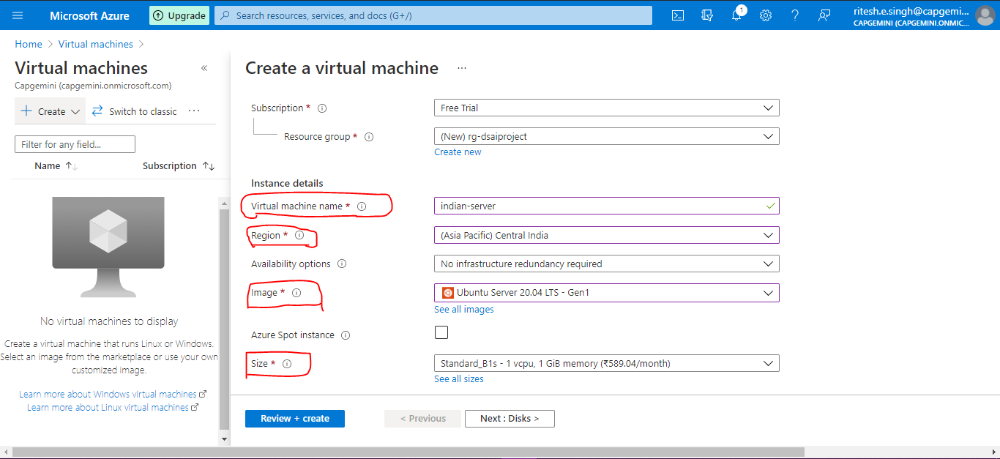 Microsoft Azure
Upgrade
Search resources, services, and docs (G+/)
1
ritesh.e.singh@capgemi...
CAPGEMINI (CAPGEMINI.ONMIC...
Home > Virtual machines >
Virtual machines «
Capgemini (capgemini.onmicrosoft.com)
+ Create Switch to classic ...
Filter for any field...
Name ↑↓ Subscription ↑↓
No virtual machines to display
Create a virtual machine that runs Linux or Windows.
Select an image from the marketplace or use your own
customized image.
Learn more about Windows virtual machines
Learn more about Linux virtual machines
Create a virtual machine ...
Subscription * Free Trial
Resource group * (New) rg-dsaiproject
Create new
Instance details
Virtual machine name * indian-server
Region * (Asia Pacific) Central India
Availability options No infrastructure redundancy required
Image * Ubuntu Server 20.04 LTS - Gen1
See all images
Azure Spot instance
Size * Standard_B1s - 1 vcpu, 1 GiB memory (₹589.04/month)
See all sizes
Review + create < Previous Next : Disks >